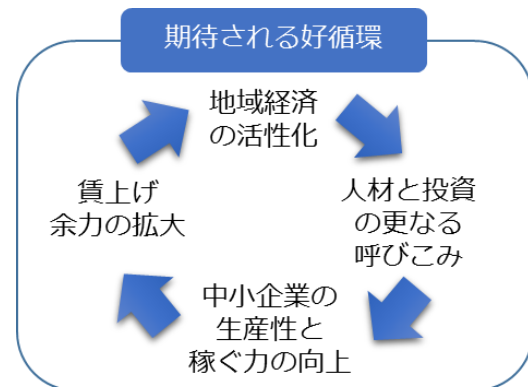 期待される好循環
地域経済
の活性化
人材と投資
の更なる
呼びこみ
中小企業の
生産性と
稼ぐ力の向上
賃上げ
余力の拡大